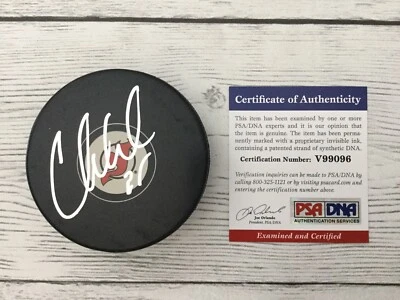 Certificate of Authenticity
This item has been examined by one or more
PSA/DNA experts and it is our opinion that
the item is genuine. It has been perma-
nently marked with a proprietary invisible ink,
containing a patented strand of synthetic DNA.
Certification Number: V99096
Verification inquiries can be made to PSA/DNA by
calling 800-325-1121 or by visiting psacard.com and
entering the certification number above.
Joe Orlando
President, PSA/DNA
PSA DNA
AUTHENTICATION SERVICES
Examined and Certified